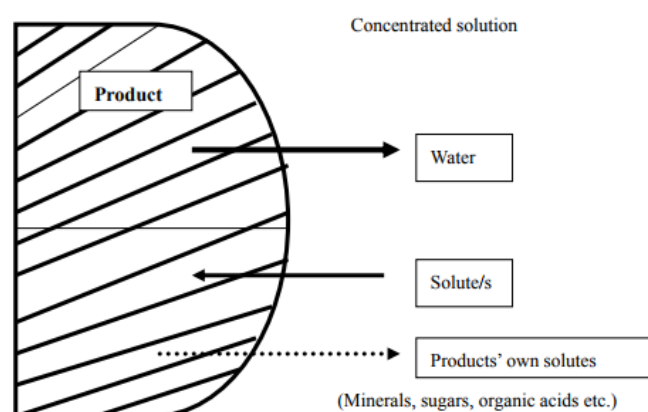 Concentrated solution
Product
Water
Solute/s
Products' own solutes
(Minerals, sugars, organic acids etc.)